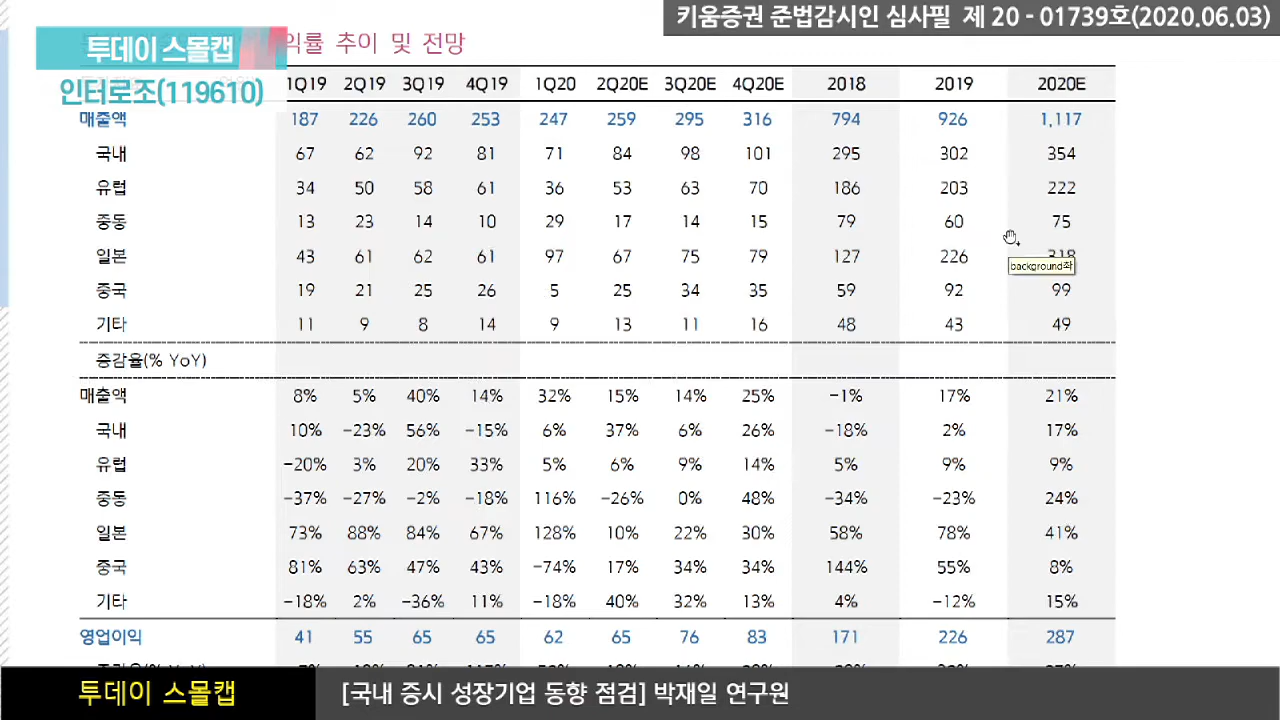 키움증권 준법감시인 심사필 제 20 - 01739호(2020.06.03)
투데이 스몰캡
익률 추이 및 전망
인터로조(119610)
1Q19 2Q19 3Q19 4Q19 1Q20 2Q20E 3Q20E 4Q20E 2018 2019 2020E
매출액 187 226 260 253 247 259 295 316 794 926 1,117
국내 67 62 92 81 71 84 98 101 295 302 354
유럽 34 50 58 61 36 53 63 70 186 203 222
중동 13 23 14 10 29 17 14 15 79 60 75
일본 43 61 62 61 97 67 75 79 127 226 318
background좌
중국 19 21 25 26 5 25 34 35 59 92 99
기타 11 9 8 14 9 13 11 16 48 43 49
증감율(% YoY)
매출액 8% 5% 40% 14% 32% 15% 14% 25% -1% 17% 21%
국내 10% -23% 56% -15% 6% 37% 6% 26% -18% 2% 17%
유럽 -20% 3% 20% 33% 5% 6% 9% 14% 5% 9% 9%
중동 -37% -27% -2% -18% 116% -26% 0% 48% -34% -23% 24%
일본 73% 88% 84% 67% 128% 10% 22% 30% 58% 78% 41%
중국 81% 63% 47% 43% -74% 17% 34% 34% 144% 55% 8%
기타 -18% 2% -36% 11% -18% 40% 32% 13% 4% -12% 15%
영업이익 41 55 65 65 62 65 76 83 171 226 287
투데이 스몰캡
[국내 증시 성장기업 동향 점검] 박재일 연구원